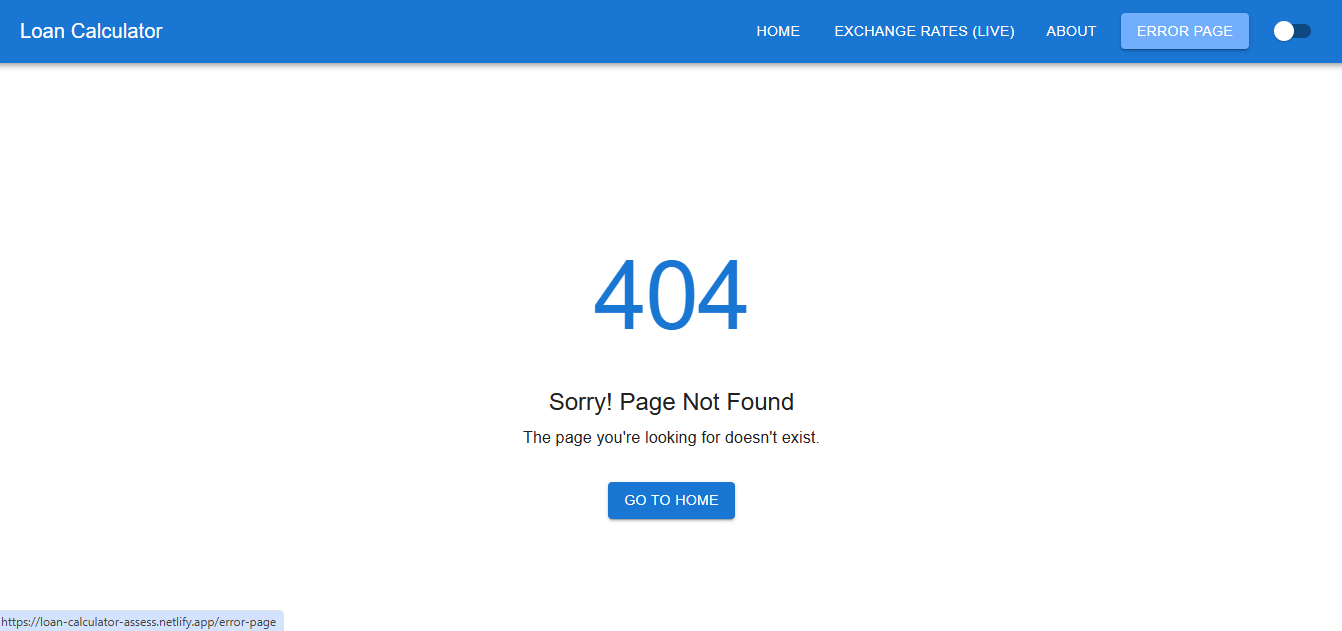 Loan Calculator
HOME
EXCHANGE RATES (LIVE)
ABOUT
ERROR PAGE
404
Sorry! Page Not Found
The page you're looking for doesn't exist.
GO TO HOME
https://loan-calculator-assess.netlify.app/error-page